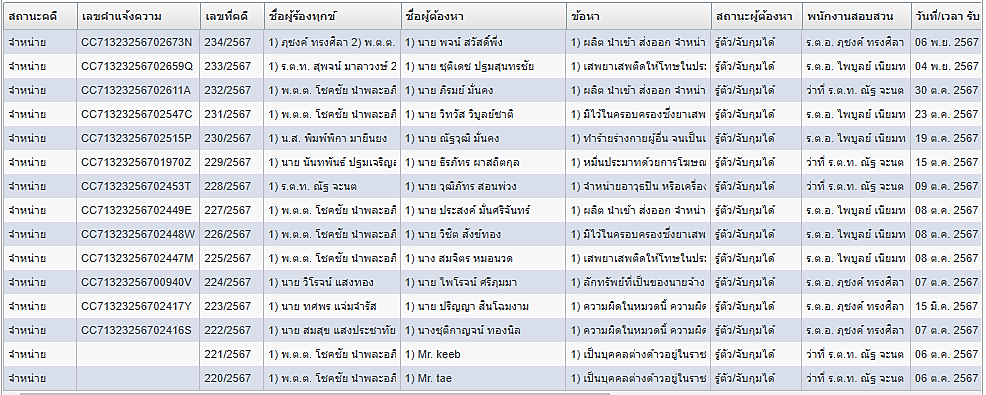 สถานะคดี เลขคำแจ้งความ เลขที่คดี ชื่อผู้ร้องทุกข์ ชื่อผู้ต้องหา ข้อหา สถานะผู้ต้องหา พนักงานสอบสวน วันที่/เวลา รับ
จำหน่าย CC71323256702673N 234/2567 1) ภุชงค์ ทรงศิลา 2) พ.ต.ต. 1) นาย พจน์ สวัสดิ์พึ่ง 1) ผลิต นำเข้า ส่งออก จำหน่า รู้ตัว/จับกุมได้ ร.ต.อ. ภุชงค์ ทรงศิลา 06 พ.ย. 2567
จำหน่าย CC71323256702659Q 233/2567 1) ร.ต.ท. สุพจน์ มาลาวงษ์ 2 1) นาย ชุติเดช ปฐมสุนทรชัย 1) เสพยาเสพติดให้โทษในประ รู้ตัว/จับกุมได้ ร.ต.อ. ไพบูลย์ เนียมท 04 พ.ย. 2567
จำหน่าย CC71323256702611A 232/2567 1) พ.ต.ต. โชคชัย นำพละอภิ 1) นาย ภิรมย์ มั่นคง 1) ผลิต นำเข้า ส่งออก จำหน่า รู้ตัว/จับกุมได้ ว่าที่ ร.ต.ท. ณัฐ จะนต 30 ต.ค. 2567
จำหน่าย CC71323256702547C 231/2567 1) พ.ต.ต. โชคชัย นำพละอภิ 1) นาย วิทวัส วิบูลย์ชาติ 1) มีไว้ในครอบครองซึ่งยาเสพ รู้ตัว/จับกุมได้ ร.ต.อ. ไพบูลย์ เนียมท 23 ต.ค. 2567
จำหน่าย CC71323256702515P 230/2567 1) น.ส. พิมพ์พิกา มายืนยง 1) นาย ณัฐวุฒิ มั่นคง 1) ทำร้ายร่างกายผู้อื่น จนเป็นเ รู้ตัว/จับกุมได้ ร.ต.อ. ไพบูลย์ เนียมท 19 ต.ค. 2567
จำหน่าย CC71323256701970Z 229/2567 1) นาย นันทพันธ์ ปฐมเจริญ 1) นาย ธีรภัทร ผาสถิตกุล 1) หมิ่นประมาทด้วยการโฆษณ รู้ตัว/จับกุมได้ ว่าที่ ร.ต.ท. ณัฐ จะนต 15 ต.ค. 2567
จำหน่าย CC71323256702453T 228/2567 1) ร.ต.ท. ณัฐ จะนต 1) นาย วุฒิภัทร สอนพ่วง 1) จำหน่ายอาวุธปืน หรือเครื่อง รู้ตัว/จับกุมได้ ว่าที่ ร.ต.ท. ณัฐ จะนต 09 ต.ค. 2567
จำหน่าย CC71323256702449E 227/2567 1) พ.ต.ต. โชคชัย นำพละอภิ 1) นาย ประสงค์ มั่นศรีจันทร์ 1) ผลิต นำเข้า ส่งออก จำหน่า รู้ตัว/จับกุมได้ ร.ต.อ. ไพบูลย์ เนียมท 08 ต.ค. 2567
จำหน่าย CC71323256702448W 226/2567 1) พ.ต.ต. โชคชัย นำพละอภิ 1) นาย วิชิต สังข์ทอง 1) มีไว้ในครอบครองซึ่งยาเสพ รู้ตัว/จับกุมได้ ร.ต.อ. ไพบูลย์ เนียมท 08 ต.ค. 2567
จำหน่าย CC71323256702447M 225/2567 1) พ.ต.ต. โชคชัย นำพละอภิ 1) นาง สมจิตร หมอนวด 1) เสพยาเสพติดให้โทษในประ รู้ตัว/จับกุมได้ ร.ต.อ. ไพบูลย์ เนียมท 08 ต.ค. 2567
จำหน่าย CC71323256700940V 224/2567 1) นาย วิโรจน์ แสงทอง 1) นาย ไพโรจน์ ศรีภุมมา 1) ลักทรัพย์ที่เป็นของนายจ้าง รู้ตัว/จับกุมได้ ร.ต.อ. ภุชงค์ ทรงศิลา 07 ต.ค. 2567
จำหน่าย CC71323256702417Y 223/2567 1) นาย ทศพร แจ่มจำรัส 1) นาย ปริญญา สินโฉมงาม 1) ความผิดในหมวดนี้ ความผิ รู้ตัว/จับกุมได้ ร.ต.อ. ภุชงค์ ทรงศิลา 15 มี.ค. 2567
จำหน่าย CC71323256702416S 222/2567 1) นาย สมสุข แสงประชาทัย 1) นางชุติกาญจน์ ทองนิล 1) ความผิดในหมวดนี้ ความผิ รู้ตัว/จับกุมได้ ร.ต.อ. ภุชงค์ ทรงศิลา 07 ต.ค. 2567
จำหน่าย 221/2567 1) พ.ต.ต. โชคชัย นำพละอภิ 1) Mr. keeb 1) เป็นบุคคลต่างด้าวอยู่ในราช รู้ตัว/จับกุมได้ ว่าที่ ร.ต.ท. ณัฐ จะนต 06 ต.ค. 2567
จำหน่าย 220/2567 1) พ.ต.ต. โชคชัย นำพละอภิ 1) Mr. tae 1) เป็นบุคคลต่างด้าวอยู่ในราช รู้ตัว/จับกุมได้ ว่าที่ ร.ต.ท. ณัฐ จะนต 06 ต.ค. 2567